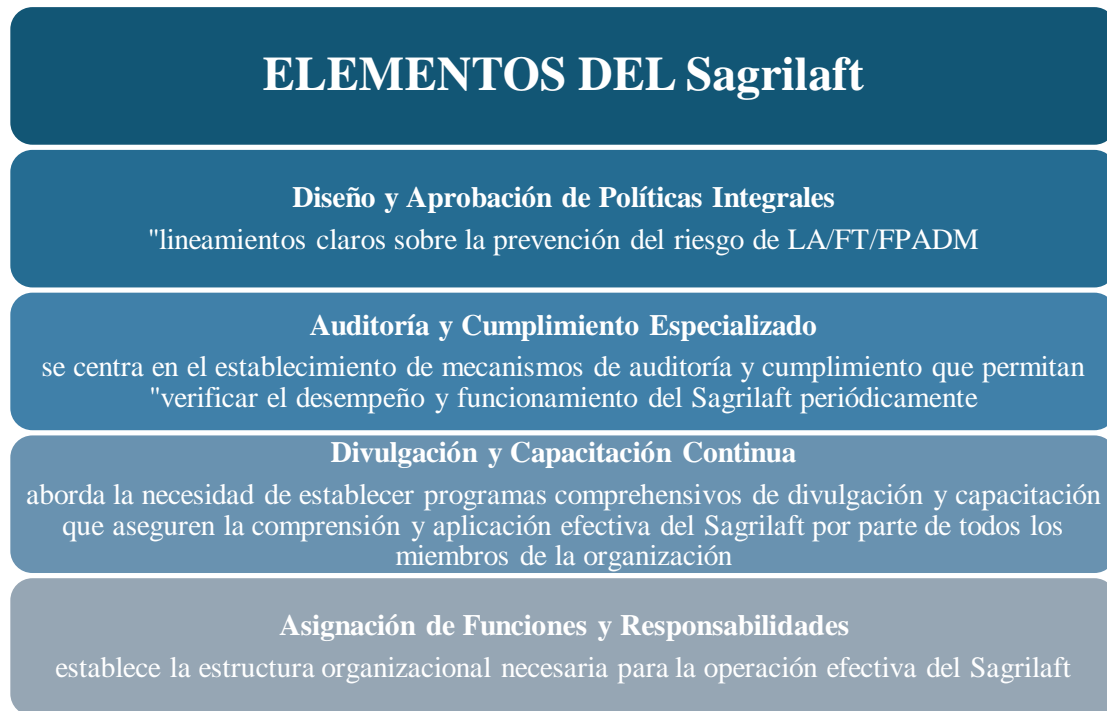 ELEMENTOS DEL Sagrilaft
Diseño y Aprobación de Políticas Integrales
"lineamientos claros sobre la prevención del riesgo de LA/FT/FPADM
Auditoría y Cumplimiento Especializado
se centra en el establecimiento de mecanismos de auditoría y cumplimiento que permitan
"verificar el desempeño y funcionamiento del Sagrilaft periódicamente
Divulgación y Capacitación Continua
aborda la necesidad de establecer programas comprehensivos de divulgación y capacitación
que aseguren la comprensión y aplicación efectiva del Sagrilaft por parte de todos los
miembros de la organización
Asignación de Funciones y Responsabilidades
establece la estructura organizacional necesaria para la operación efectiva del Sagrilaft